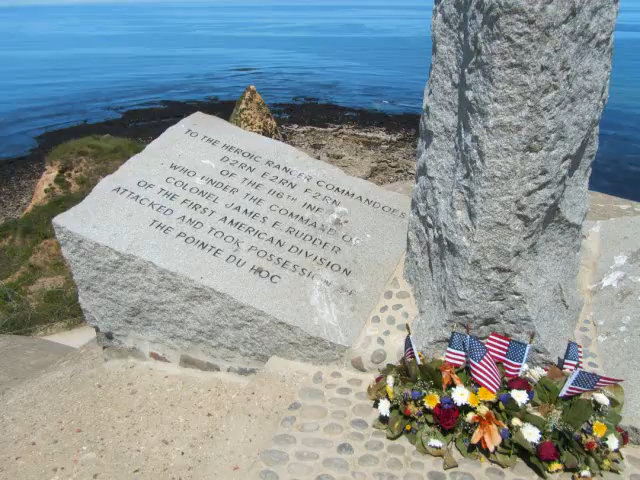 TO THE HEROIC RANGER COMMANDOES
D2RN E2RN F2RN
OF THE 116TH INF
WHO UNDER THE COMMAND OF
COLONEL JAMES E. RUDDER
OF THE FIRST AMERICAN DIVISION
ATTACKED AND TOOK POSSESSION OF
THE POINTE DU HOC